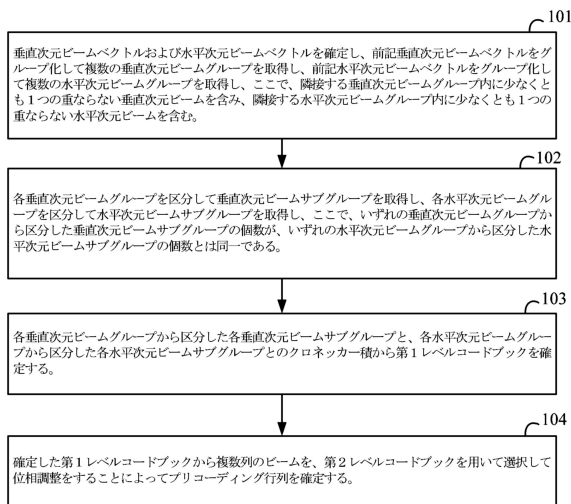 101
垂直次元ビームベクトルおよび水平次元ビームベクトルを確定し、前記垂直次元ビームベクトルをグ
ループ化して複数の垂直次元ビームグループを取得し、前記水平次元ビームベクトルをグループ化し
て複数の水平次元ビームグループを取得し、ここで、隣接する垂直次元ビームグループ内に少なくと
も1つの重ならない垂直次元ビームを含み、隣接する水平次元ビームグループ内に少なくとも1つの
重ならない水平次元ビームを含む。
102
各垂直次元ビームグループを区分して垂直次元ビームサブグループを取得し、各水平次元ビームグル
ープを区分して水平次元ビームサブグループを取得し、ここで、いずれの垂直次元ビームグループか
ら区分した垂直次元ビームサブグループの個数が、いずれの水平次元ビームグループから区分した水
平次元ビームサブグループの個数とは同一である。
103
各垂直次元ビームグループから区分した各垂直次元ビームサブグループと、各水平次元ビームグルー
プから区分した各水平次元ビームサブグループとのクロネッカー積から第1レベルコードブックを確
定する。
104
確定した第1レベルコードブックから複数列のビームを、第2レベルコードブックを用いて選択して
位相調整をすることによってプリコーディング行列を確定する。